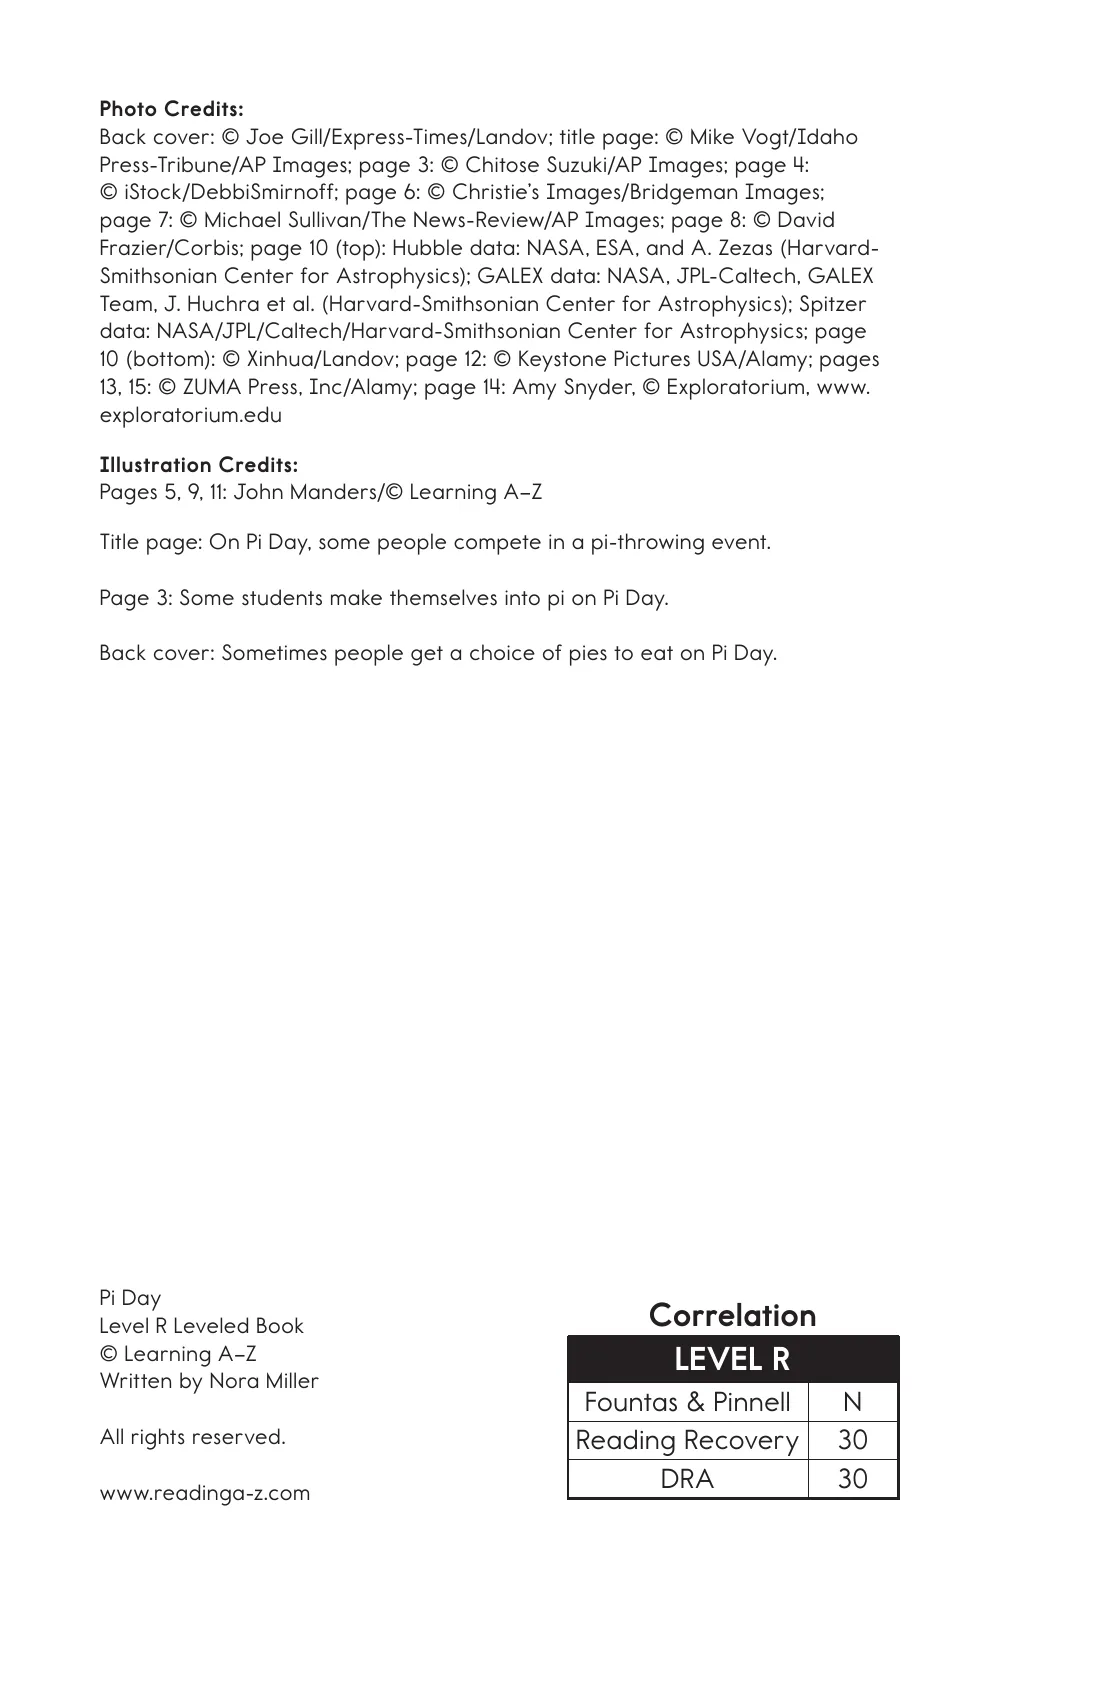 Photo Credits:
Back cover: © Joe Gill/Express-Times/Landov; title page: © Mike Vogt/Idaho
Press-Tribune/AP Images; page 3: © Chitose Suzuki/AP Images; page 4:
© iStock/DebbiSmirnoff; page 6: © Christie’s Images/Bridgeman Images;
page 7: © Michael Sullivan/The News-Review/AP Images; page 8: © David
Frazier/Corbis; page 10 (top): Hubble data: NASA, ESA, and A. Zezas (Harvard-
Smithsonian Center for Astrophysics); GALEX data: NASA, JPL-Caltech, GALEX
Team, J. Huchra et al. (Harvard-Smithsonian Center for Astrophysics); Spitzer
data: NASA/JPL/Caltech/Harvard-Smithsonian Center for Astrophysics; page
10 (bottom): © Xinhua/Landov; page 12: © Keystone Pictures USA/Alamy; pages
13, 15: © ZUMA Press, Inc/Alamy; page 14: Amy Snyder, © Exploratorium, www.
exploratorium.edu
Illustration Credits:
Pages 5, 9, 11: John Manders/© Learning A–Z
Title page: On Pi Day, some people compete in a pi-throwing event.
Page 3: Some students make themselves into pi on Pi Day.
Back cover: Sometimes people get a choice of pies to eat on Pi Day.
Pi Day
Level R Leveled Book
© Learning A–Z
Written by Nora Miller
All rights reserved.
www.readinga-z.com
Correlation
LEVEL R
Fountas & Pinnell N
Reading Recovery 30
DRA 30